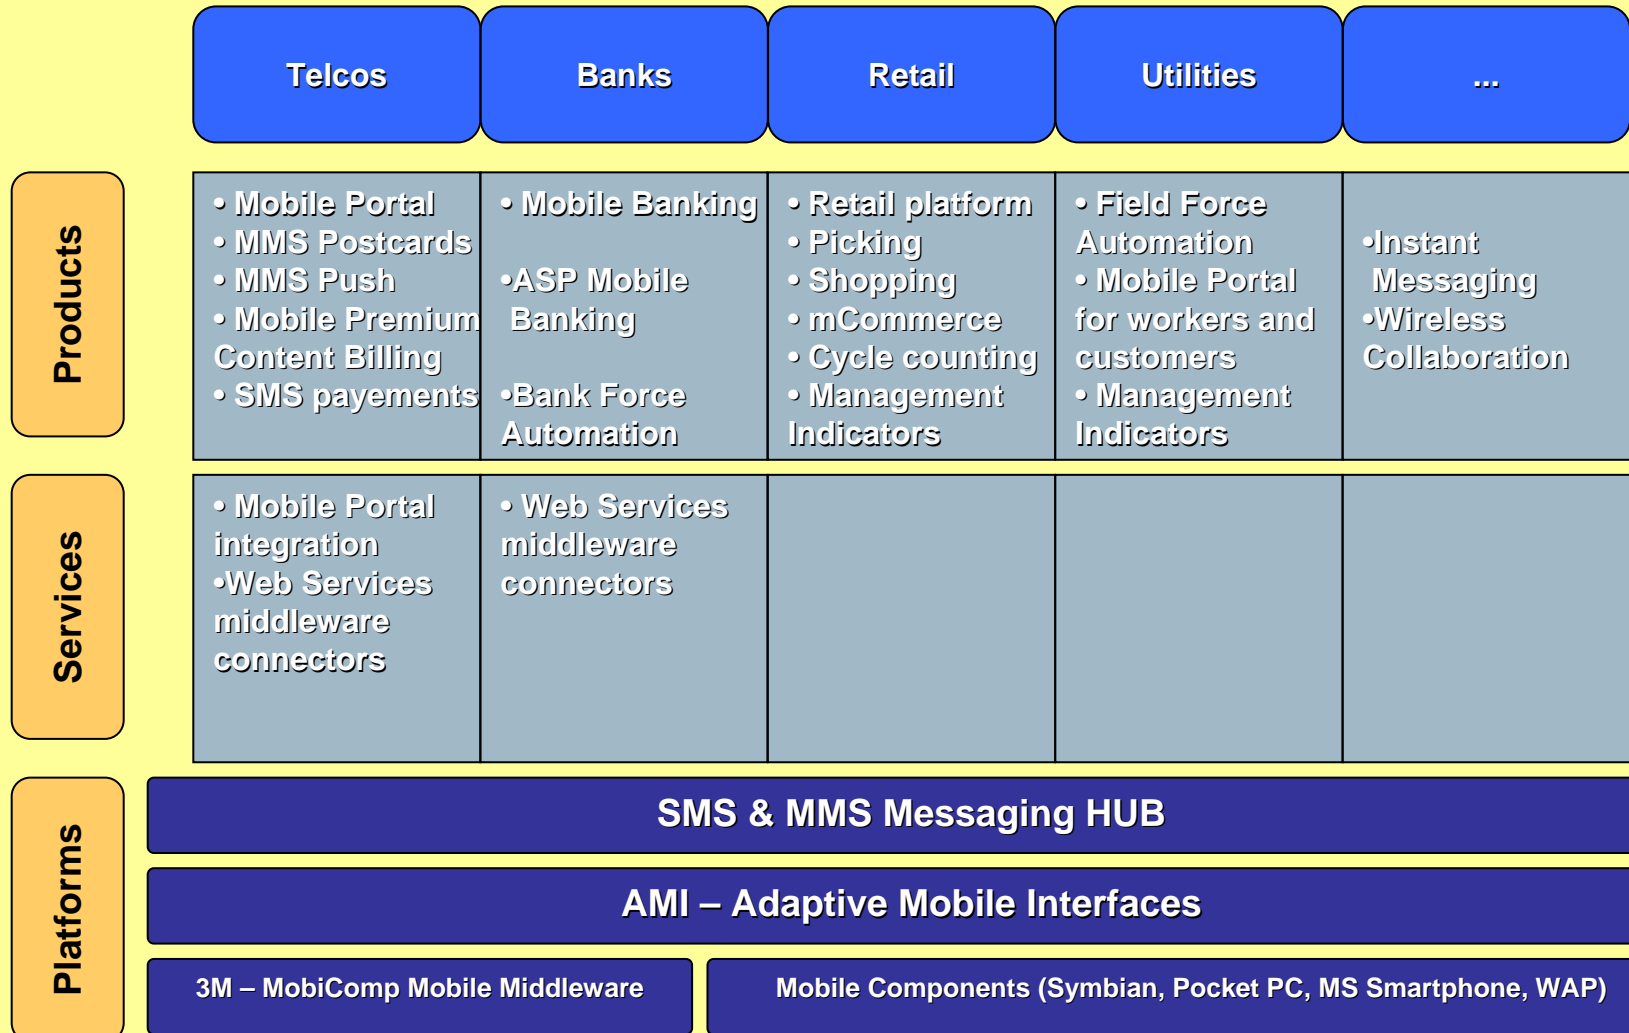 Telcos
Banks
Retail
Utilities
...
Products
• Mobile Portal
• MMS Postcards
• MMS Push
• Mobile Premium
Content Billing
• SMS payements
• Mobile Banking
•ASP Mobile
Banking
•Bank Force
Automation
• Retail platform
• Picking
• Shopping
• mCommerce
• Cycle counting
• Management
Indicators
• Field Force
Automation
• Mobile Portal
for workers and
customers
• Management
Indicators
•Instant
Messaging
•Wireless
Collaboration
Services
• Mobile Portal
integration
•Web Services
middleware
connectors
• Web Services
middleware
connectors
Platforms
SMS & MMS Messaging HUB
AMI – Adaptive Mobile Interfaces
3M – MobiComp Mobile Middleware
Mobile Components (Symbian, Pocket PC, MS Smartphone, WAP)